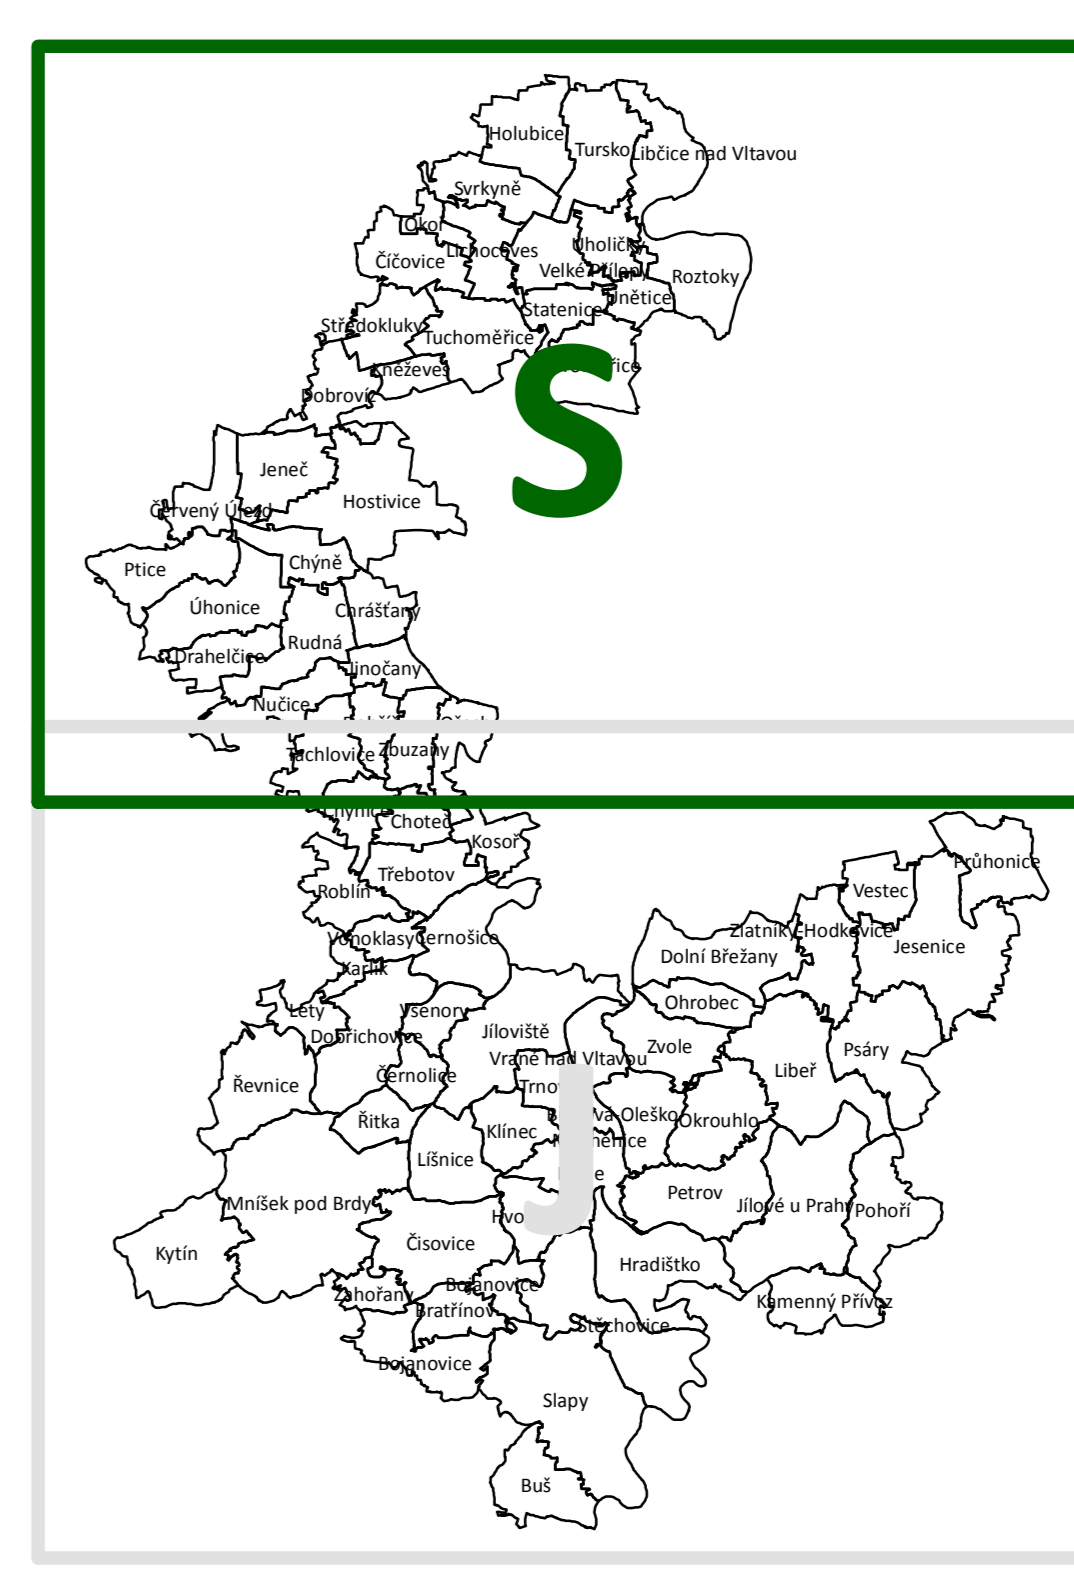 Holubice
Tursko
Libčice nad Vltavou
Svrkyně
Okoř
Lichoceves
Číčovice
Úholičky
Velké Přílepy
Roztoky
Únětice
Statenice
Středokluky
Tuchoměřice
Kněževes
Dobrovíz
S
Jeneč
Hostivice
Červený Újezd
Chýně
Ptice
Úhonice
Chrášťany
Rudná
Drahelčice
Jinočany
Nučice
Tachlovice
Zbuzany
Chýnice
Choteč
Kosoř
Třebotov
Roblín
Průhonice
Vestec
Zlatníky-Hodkovice
Vonoklasy
Černošice
Jesenice
Dolní Břežany
Karlík
Ohrobec
Lety
Všenory
Dobřichovice
Jíloviště
Zvole
Psáry
Vrané nad Vltavou
Libeř
Řevnice
Černolice
Okrouhlo
Řitka
Klínec
Líšnice
J
Petrov
Mníšek pod Brdy
Jílové u Prahy
Pohoří
Kytín
Čisovice
Hradištko
Zahořany
Bojanovice
Bratřínov
Kamenný Přívoz
Štěchovice
Bojanovice
Slapy
Buš